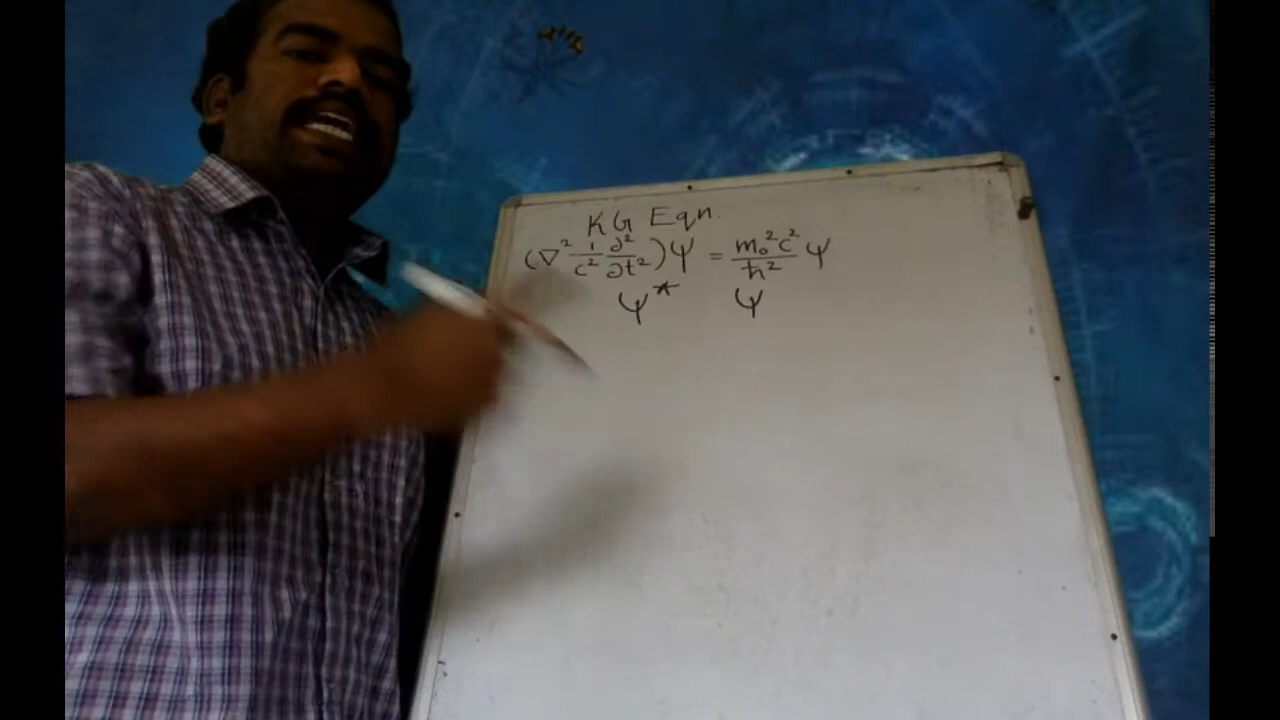 KG Eqn.
(∇² 1/c² ∂²/∂t²)ψ = m₀²c²/ħ² ψ
ψ* ψ